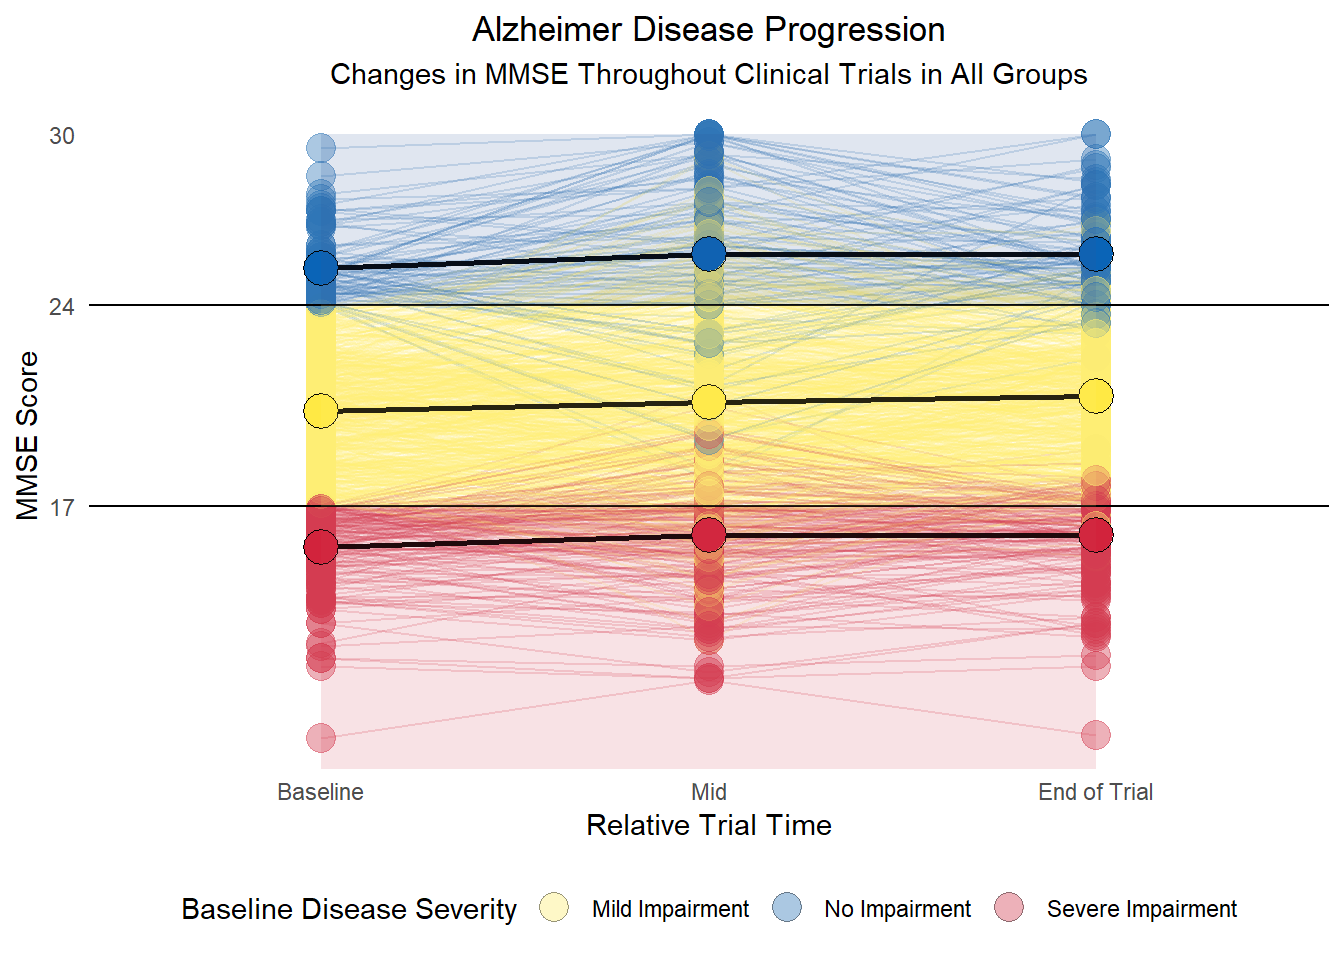 Alzheimer Disease Progression
Changes in MMSE Throughout Clinical Trials in All Groups
30
24
17
MMSE Score
Baseline Mid End of Trial
Relative Trial Time
Baseline Disease Severity Mild Impairment No Impairment Severe Impairment